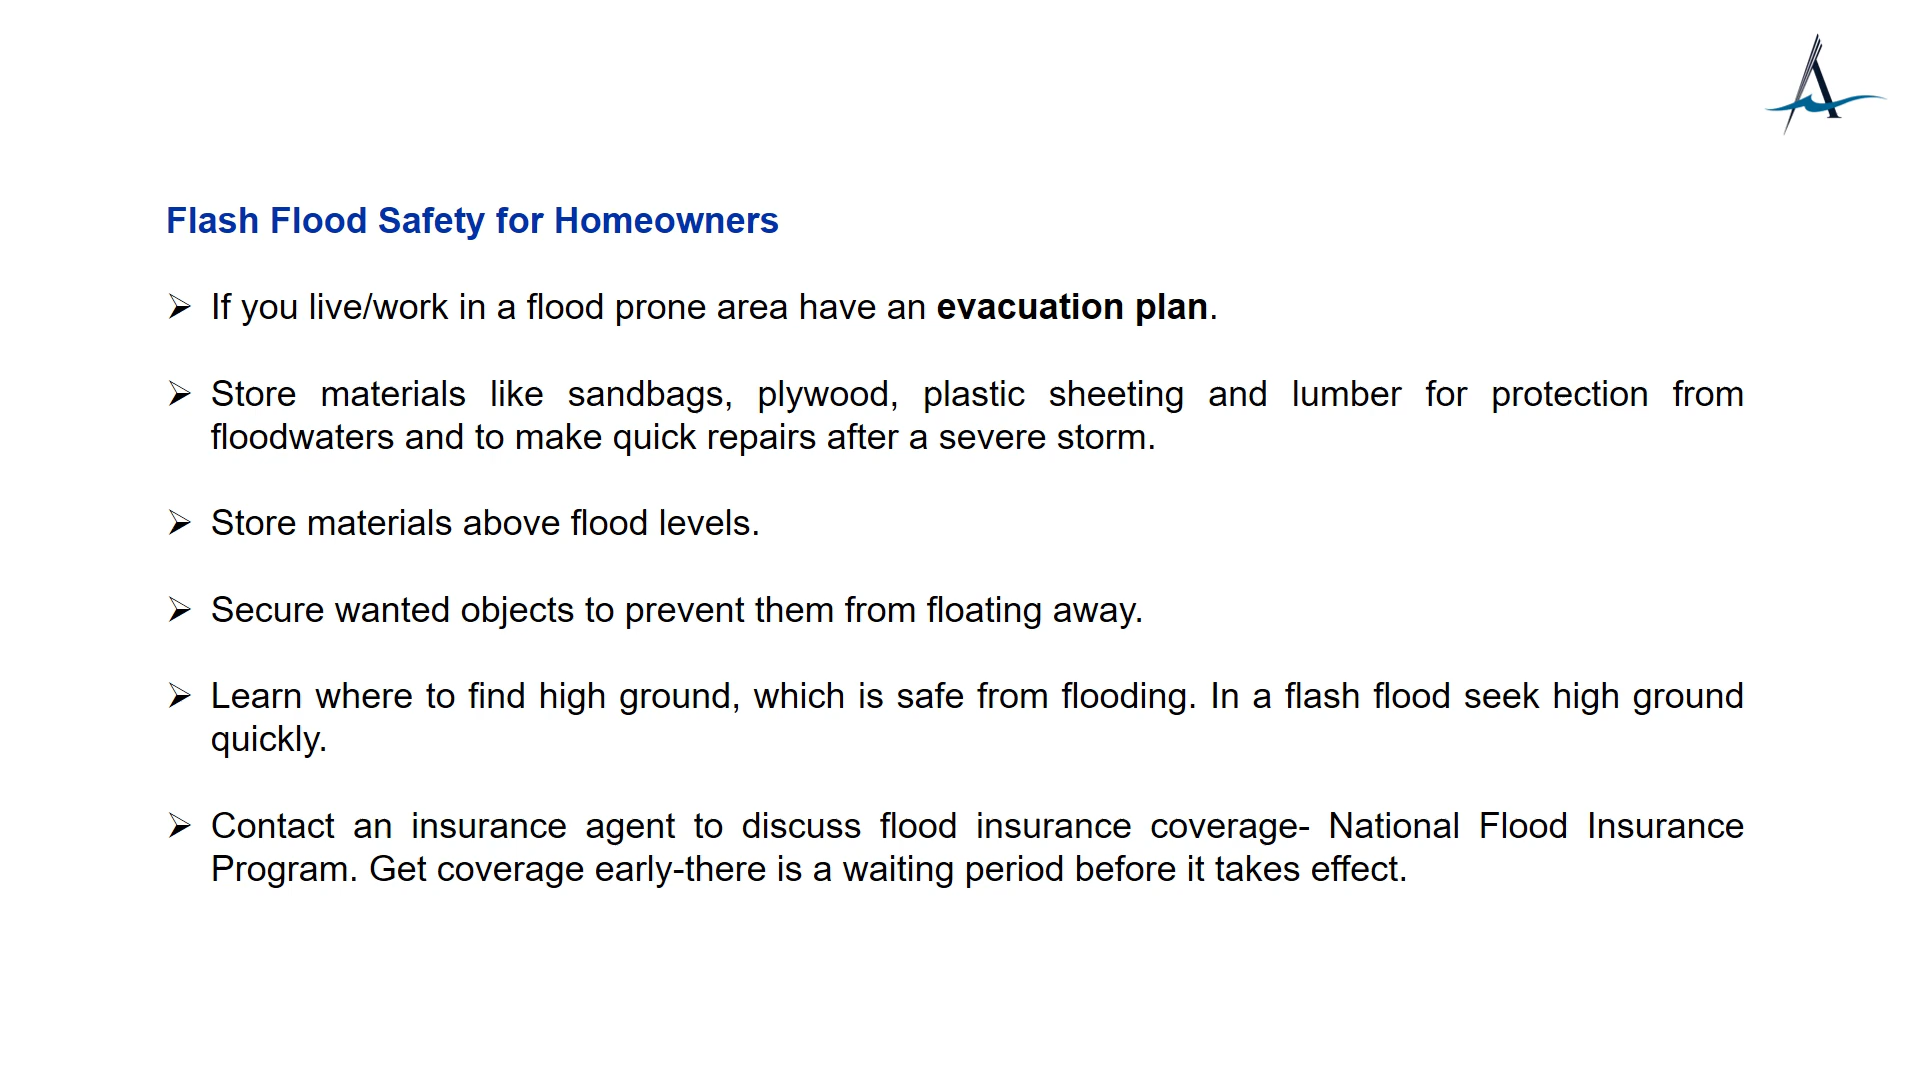 Flash Flood Safety for Homeowners
➢ If you live/work in a flood prone area have an evacuation plan.
➢ Store materials like sandbags, plywood, plastic sheeting and lumber for protection from
floodwaters and to make quick repairs after a severe storm.
➢ Store materials above flood levels.
➢ Secure wanted objects to prevent them from floating away.
➢ Learn where to find high ground, which is safe from flooding. In a flash flood seek high ground
quickly.
➢ Contact an insurance agent to discuss flood insurance coverage- National Flood Insurance
Program. Get coverage early-there is a waiting period before it takes effect.